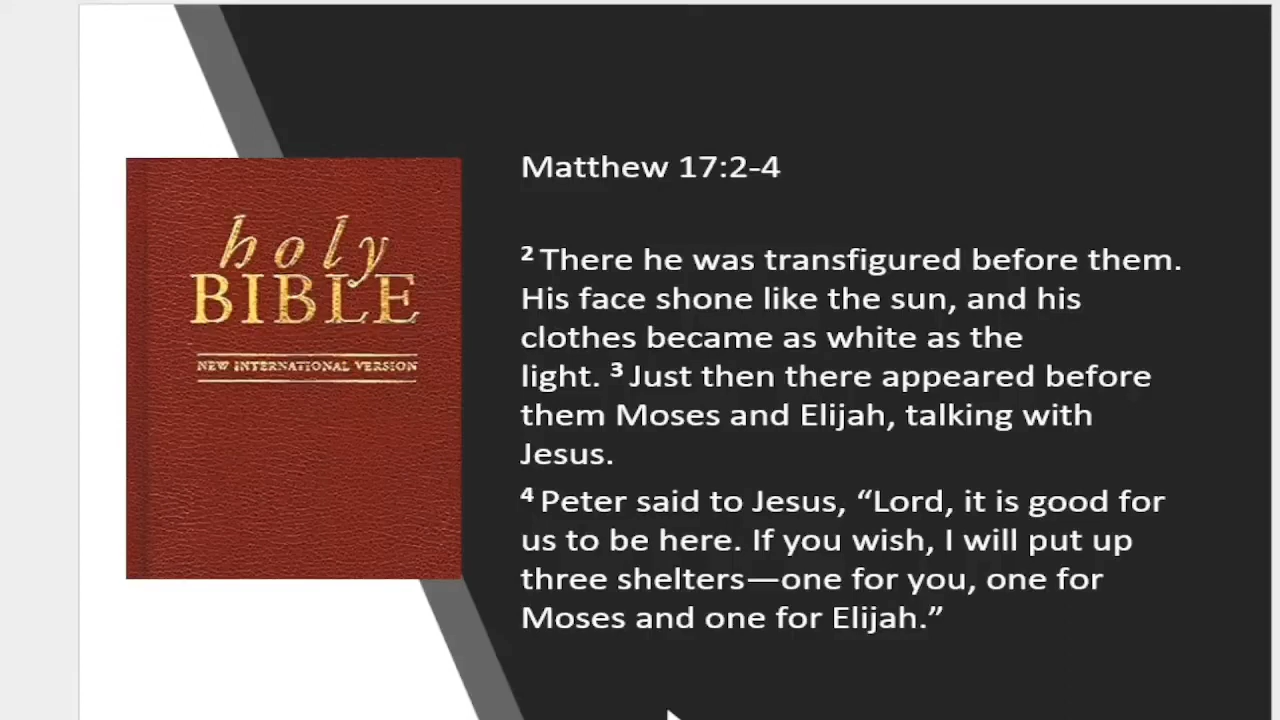 holy
BIBLE
NEW INTERNATIONAL VERSION
Matthew 17:2-4
² There he was transfigured before them.
His face shone like the sun, and his
clothes became as white as the
light. ³ Just then there appeared before
them Moses and Elijah, talking with
Jesus.
⁴ Peter said to Jesus, “Lord, it is good for
us to be here. If you wish, I will put up
three shelters—one for you, one for
Moses and one for Elijah.”